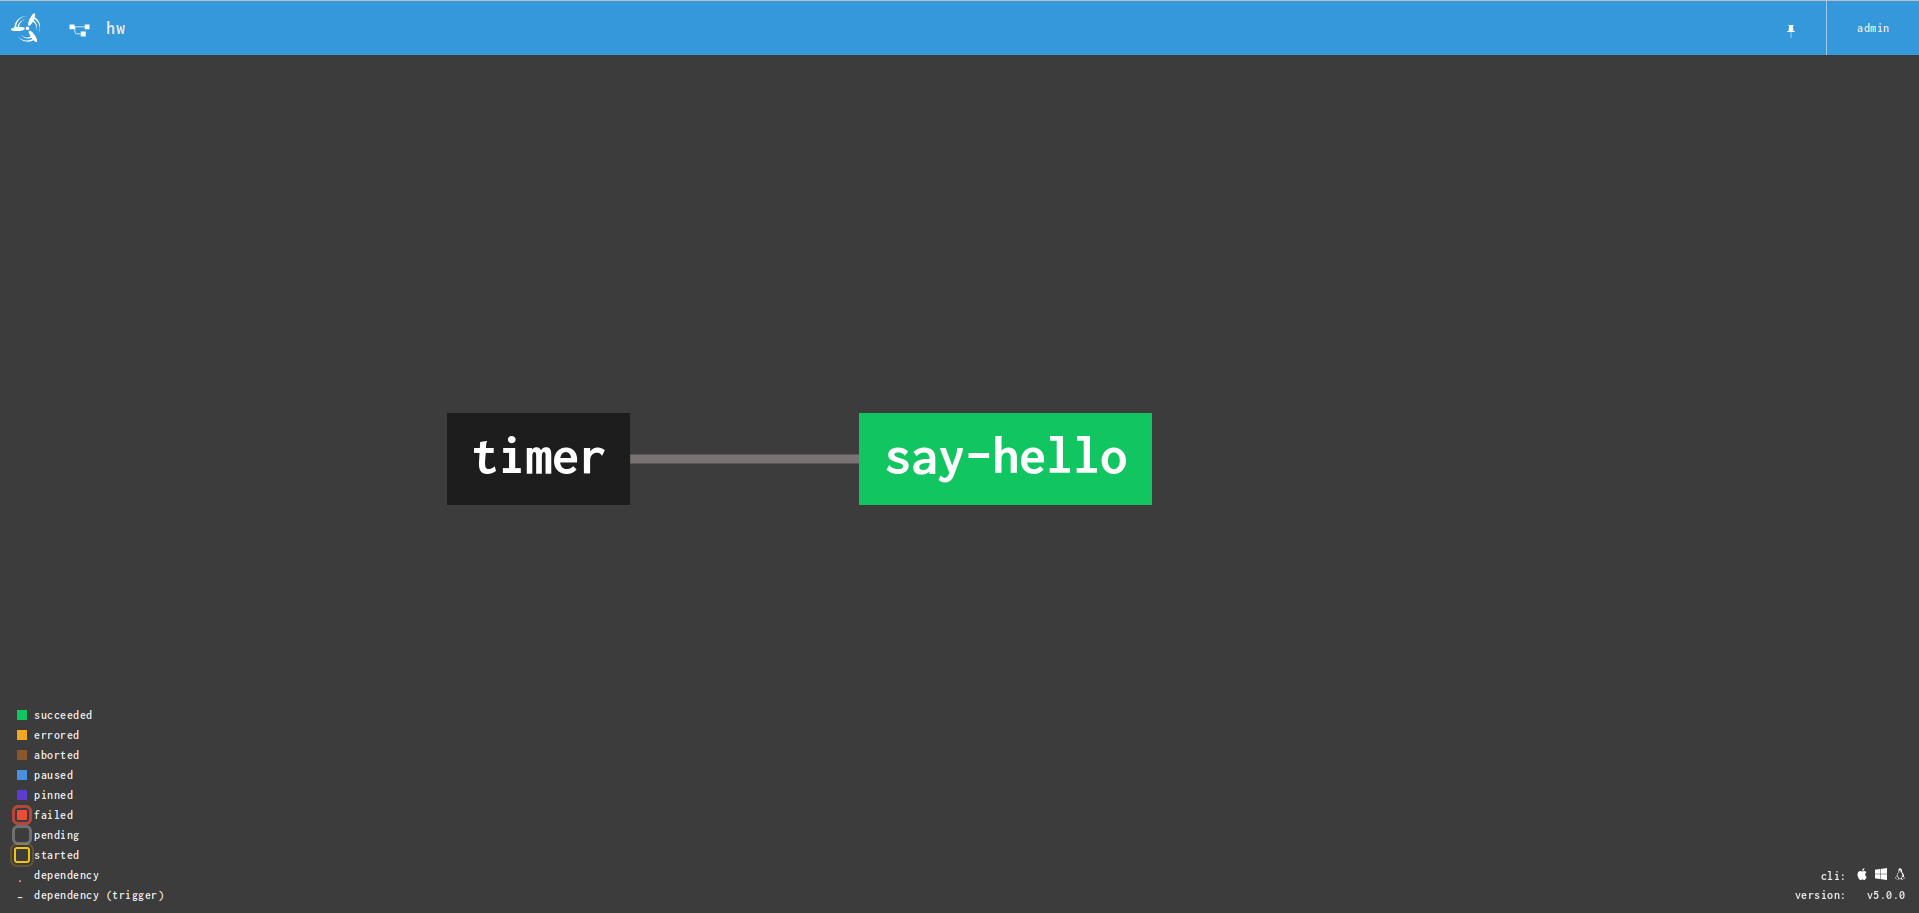 hw
admin
timer
say-hello
succeeded
errored
aborted
paused
pinned
failed
pending
started
dependency
dependency (trigger)
cli:
version: v5.0.0